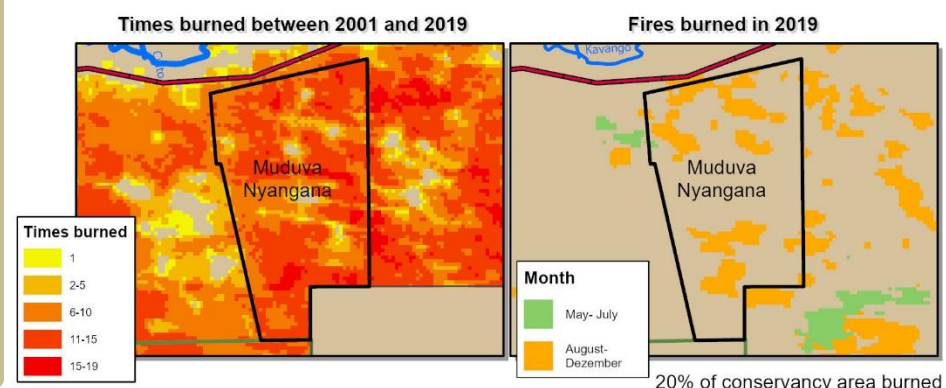 Times burned between 2001 and 2019
Muduva
Nyangana
Times burned
1
2-5
6-10
11-15
15-19
Fires burned in 2019
Kavango
Muduva
Nyangana
Month
May- July
August-
Dezember
20% of conservancy area burned